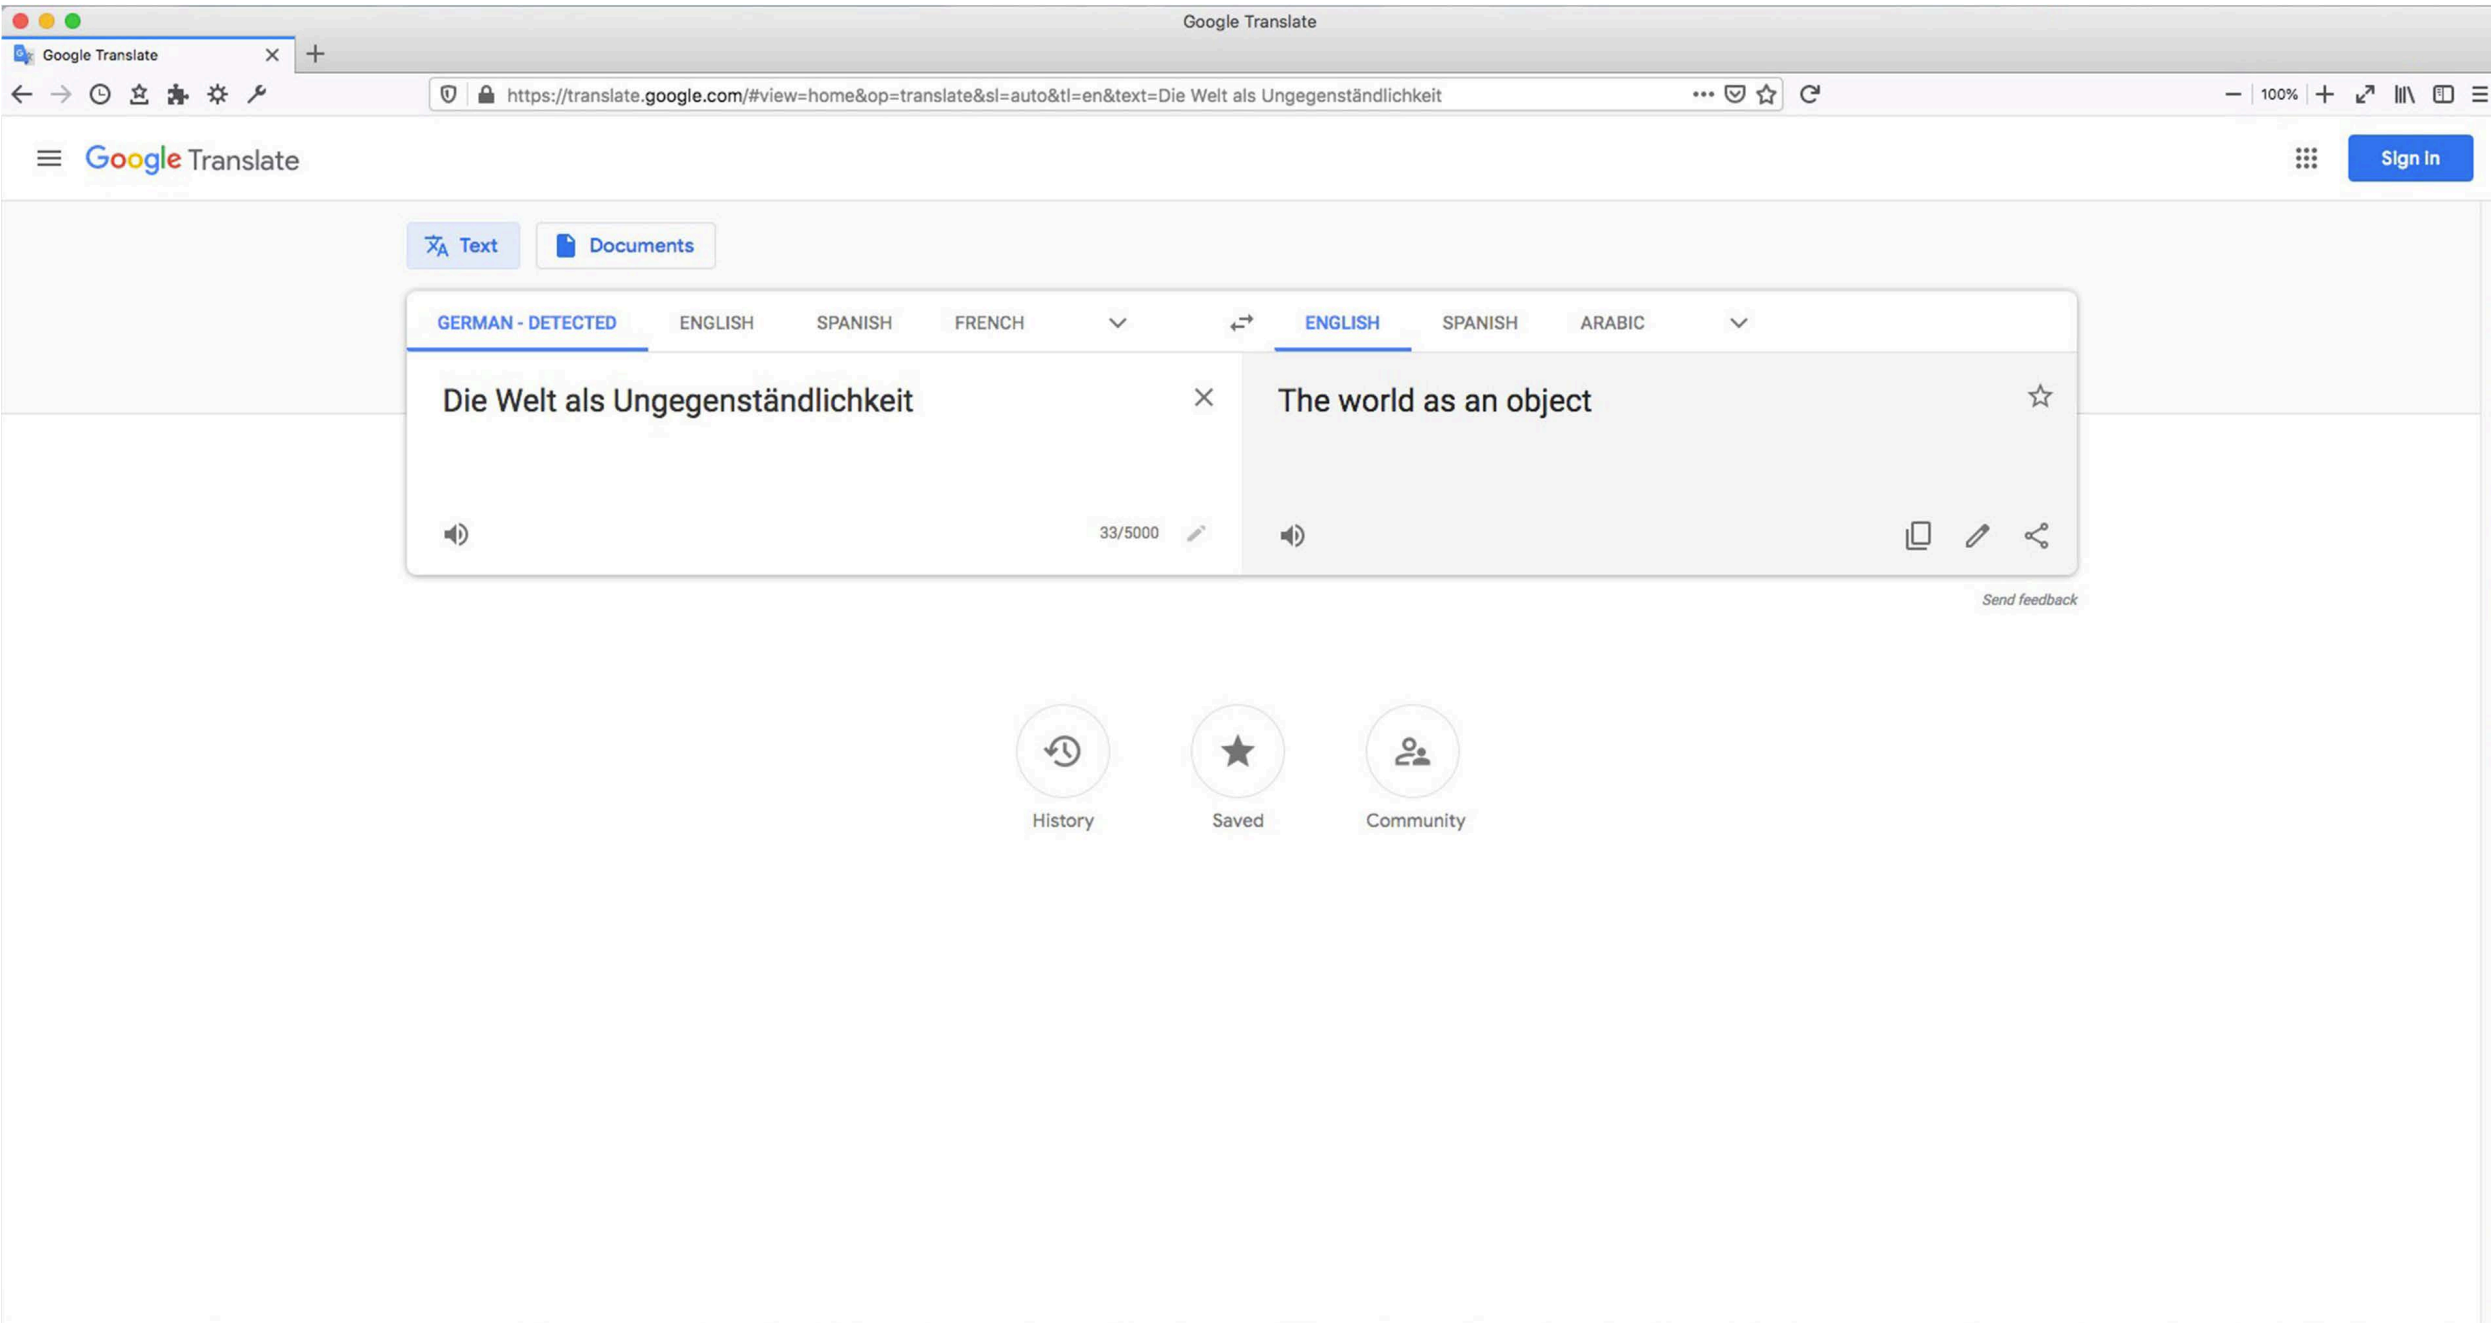 Google Translate
Google Translate
https://translate.google.com/#view=home&op=translate&sl=auto&tl=en&text=Die Welt als Ungegenständlichkeit
100%
Google Translate
Sign in
Text
Documents
GERMAN - DETECTED ENGLISH SPANISH FRENCH
ENGLISH SPANISH ARABIC
Die Welt als Ungegenständlichkeit
33/5000
The world as an object
Send feedback
History
Saved
Community